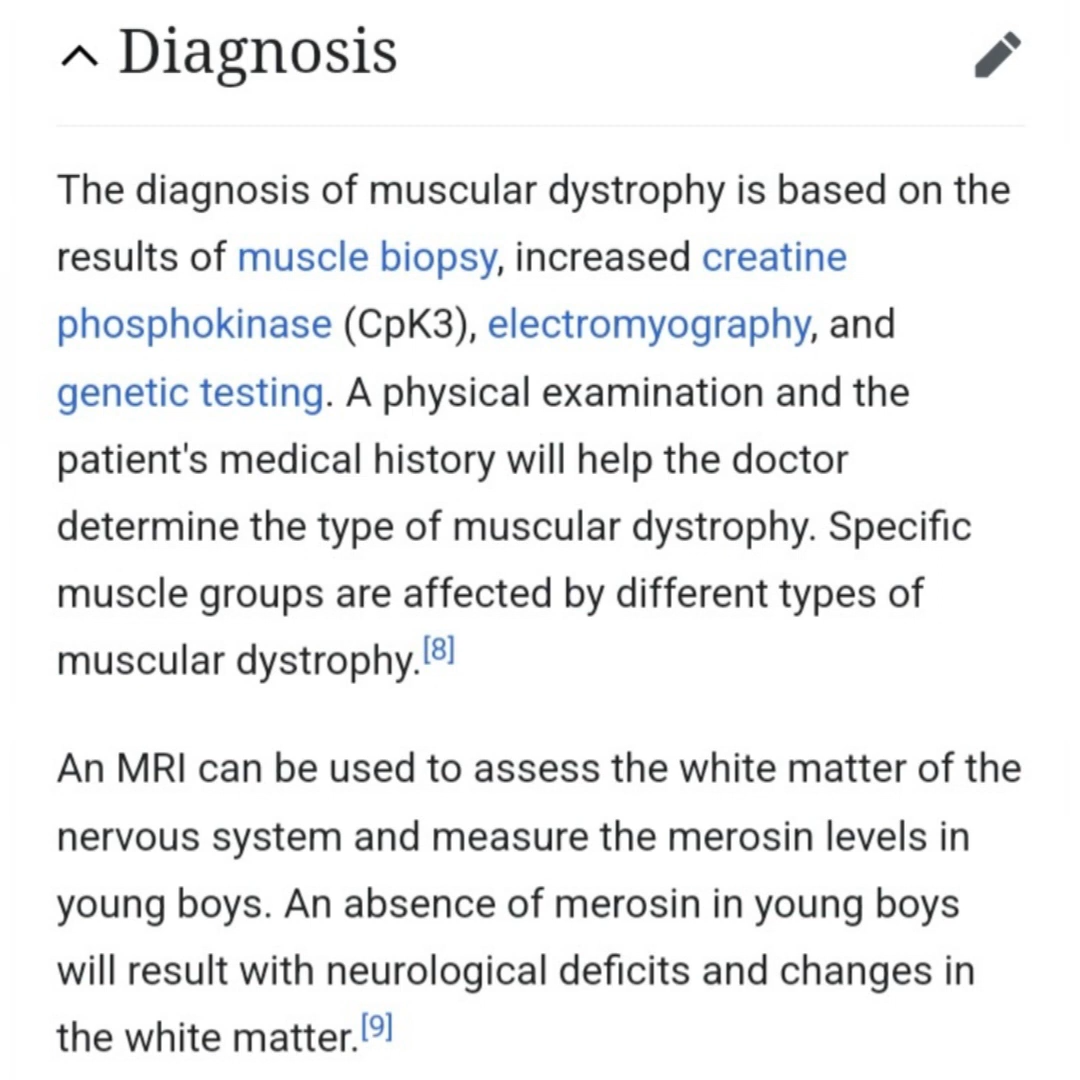 Diagnosis
The diagnosis of muscular dystrophy is based on the
results of muscle biopsy, increased creatine
phosphokinase (CpK3), electromyography, and
genetic testing. A physical examination and the
patient's medical history will help the doctor
determine the type of muscular dystrophy. Specific
muscle groups are affected by different types of
muscular dystrophy.[8]
An MRI can be used to assess the white matter of the
nervous system and measure the merosin levels in
young boys. An absence of merosin in young boys
will result with neurological deficits and changes in
the white matter.[9]